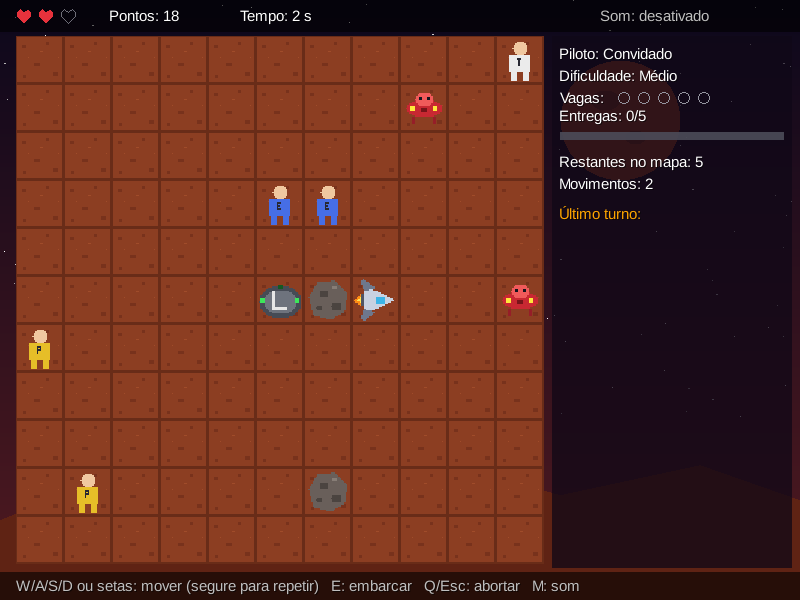 Pontos: 18 Tempo: 2 s Som: desativado
T
Piloto: Convidado
Dificuldade: Médio
Vagas:
Entregas: 0/5
Restantes no mapa: 5
Movimentos: 2
Último turno:
E E
L
P
P
W/A/S/D ou setas: mover (segure para repetir) E: embarcar Q/Esc: abortar M: som